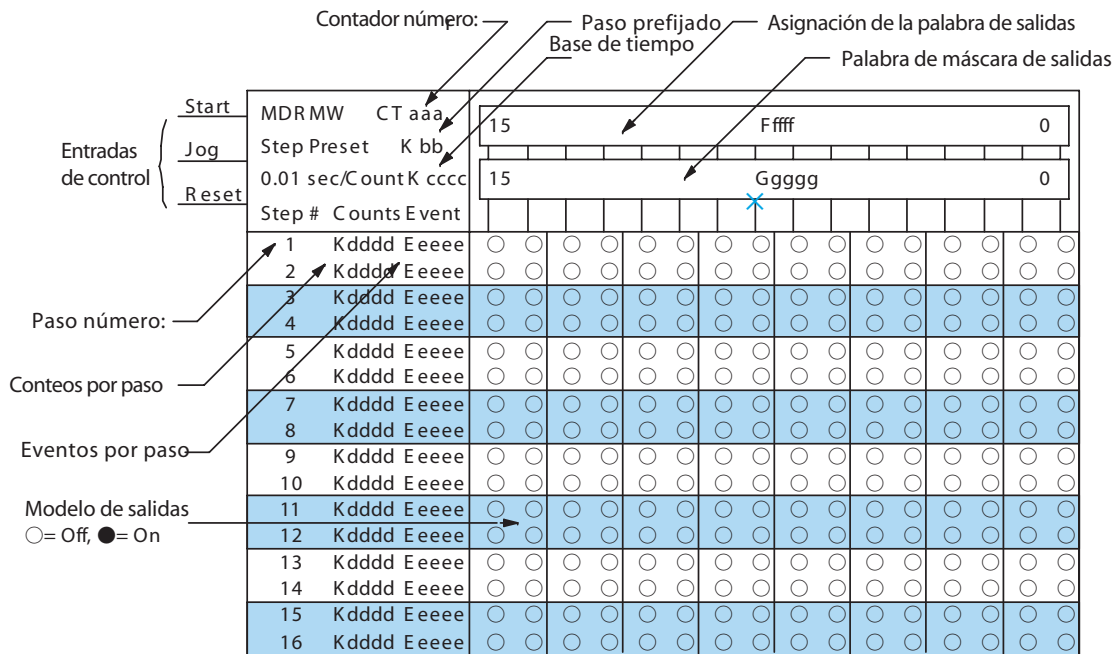 Contador número:
Paso prefijado
Asignación de la palabra de salidas
Base de tiempo
Palabra de máscara de salidas
Entradas
de control
Start
Jog
Reset
MDRMW CT aaa
Step Preset K bb
0.01 sec/Count K cccc
Step # Counts Event
15 Fffff 0
15 Ggggg 0
1 Kdddd Eeeee
2 Kdddd Eeeee
3 Kdddd Eeeee
4 Kdddd Eeeee
5 Kdddd Eeeee
6 Kdddd Eeeee
7 Kdddd Eeeee
8 Kdddd Eeeee
9 Kdddd Eeeee
10 Kdddd Eeeee
11 Kdddd Eeeee
12 Kdddd Eeeee
13 Kdddd Eeeee
14 Kdddd Eeeee
15 Kdddd Eeeee
16 Kdddd Eeeee
Paso número:
Conteos por paso
Eventos por paso
Modelo de salidas
○= Off, ●= On